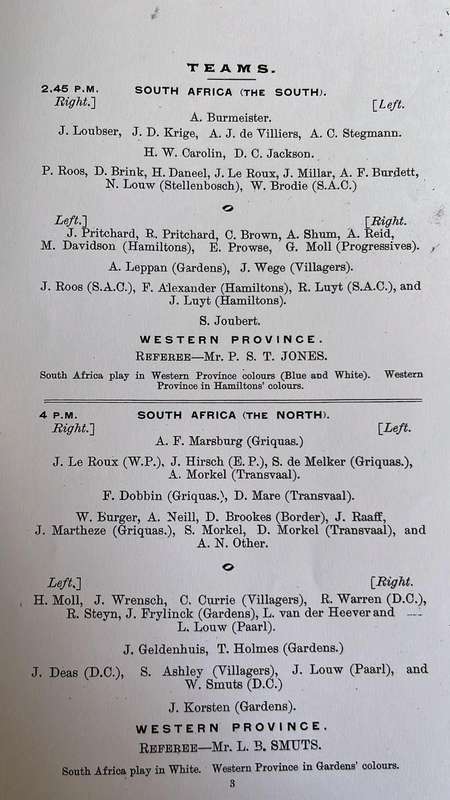 TEAMS.
2.45 P.M. SOUTH AFRICA (THE SOUTH).
Right.] [Left.
A. Burmeister.
J. Loubser, J. D. Krige, A. J. de Villiers, A. C. Stegmann.
H. W. Carolin, D. C. Jackson.
P. Roos, D. Brink, H. Daneel, J. Le Roux, J. Millar, A. F. Burdett,
N. Louw (Stellenbosch), W. Brodie (S.A.C.)
Left.] [Right.
J. Pritchard, R. Pritchard, C. Brown, A. Shum, A. Reid,
M. Davidson (Hamiltons), E. Prowse, G. Moll (Progressives).
A. Leppan (Gardens), J. Wege (Villagers).
J. Roos (S.A.C.), F. Alexander (Hamiltons), R. Luyt (S.A.C.), and
J. Luyt (Hamiltons).
S. Joubert.
WESTERN PROVINCE.
REFEREE—Mr. P. S. T. JONES.
South Africa play in Western Province colours (Blue and White). Western
Province in Hamiltons' colours.
4 P.M. SOUTH AFRICA (THE NORTH).
Right.] [Left.
A. F. Marsburg (Griquas.)
J. Le Roux (W.P.), J. Hirsch (E.P.), S. de Melker (Griquas.),
A. Morkel (Transvaal).
F. Dobbin (Griquas.), D. Mare (Transvaal).
W. Burger, A. Neill, D. Brookes (Border), J. Raaff,
J. Martheze (Griquas.), S. Morkel, D. Morkel (Transvaal), and
A. N. Other.
Left.] [Right.
H. Moll, J. Wrensch, C. Currie (Villagers), R. Warren (D.C.),
R. Steyn, J. Frylinck (Gardens), L. van der Heever and
L. Louw (Paarl).
J. Geldenhuis, T. Holmes (Gardens.)
J. Deas (D.C.), S. Ashley (Villagers), J. Louw (Paarl), and
W. Smuts (D.C.)
J. Korsten (Gardens).
WESTERN PROVINCE.
REFEREE—Mr. L. B. SMUTS.
South Africa play in White. Western Province in Gardens' colours.
3